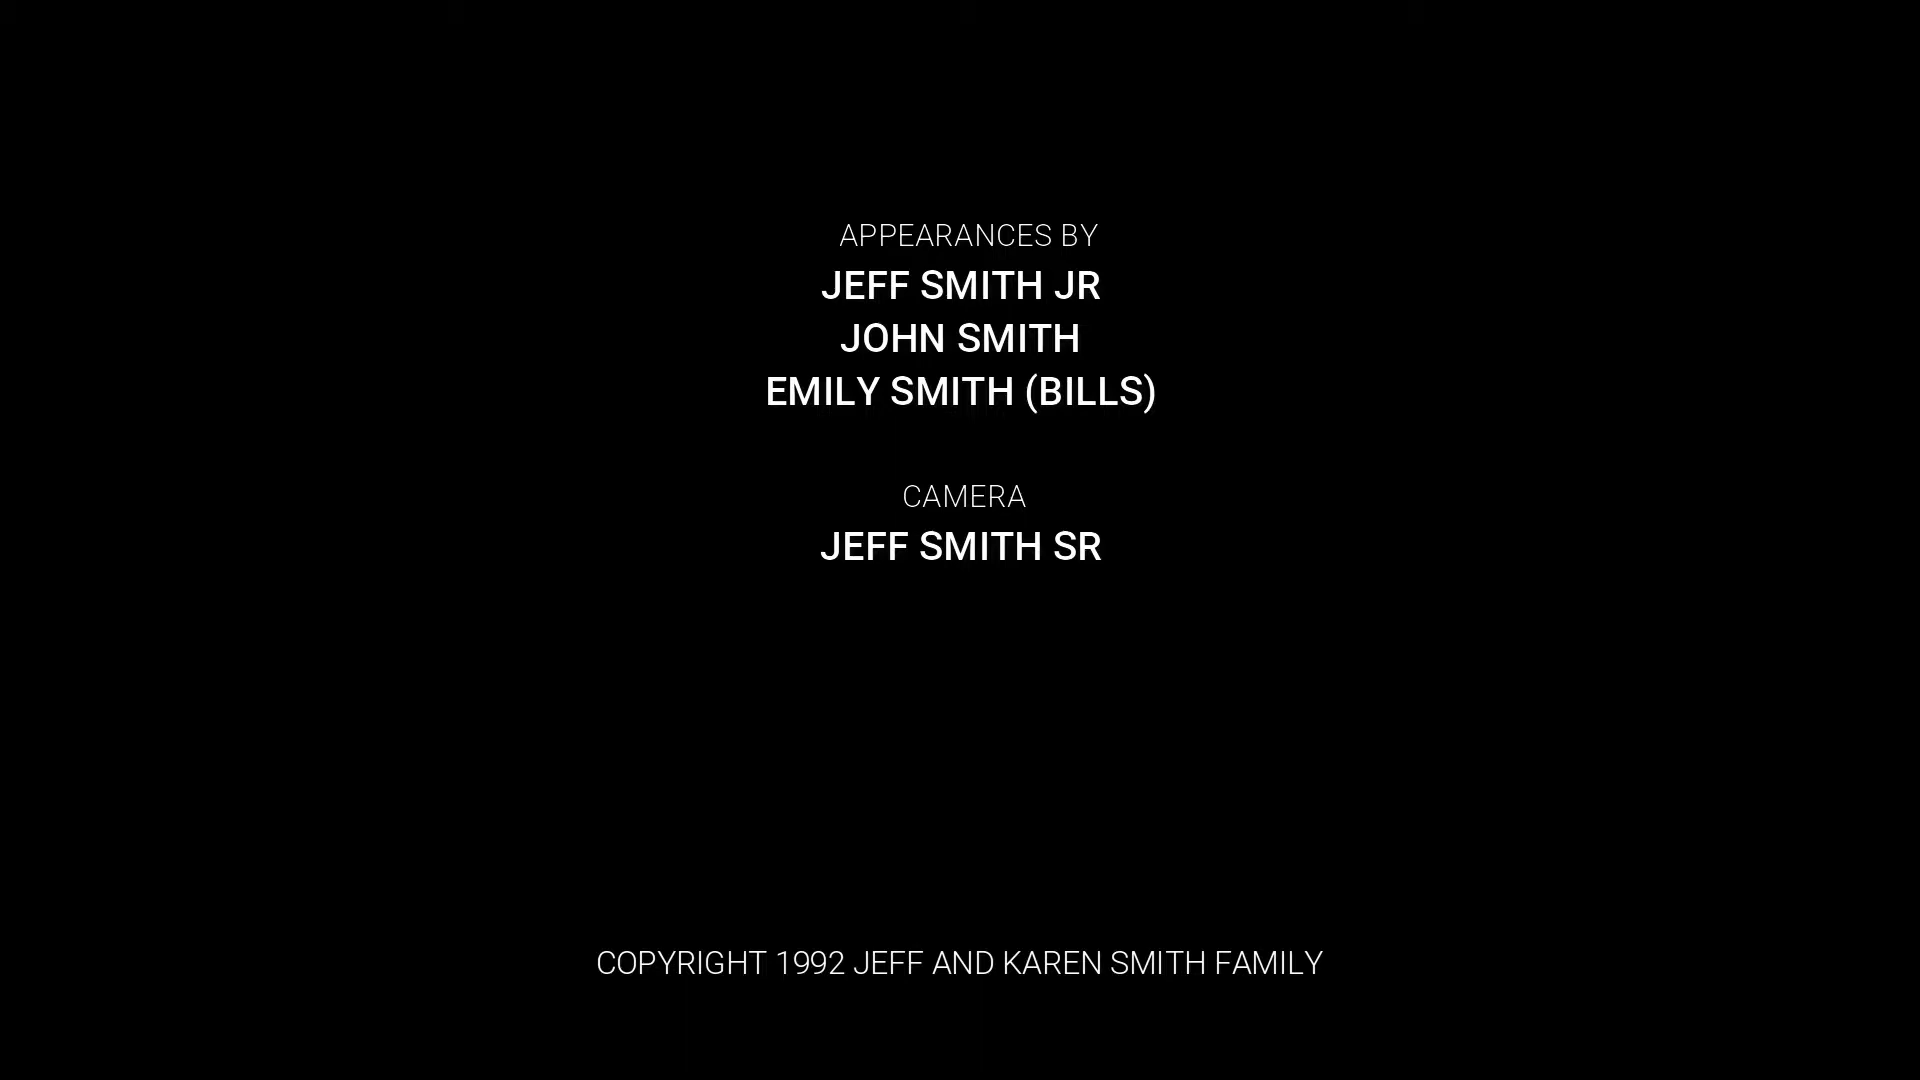 APPEARANCES BY
JEFF SMITH JR
JOHN SMITH
EMILY SMITH (BILLS)
CAMERA
JEFF SMITH SR
COPYRIGHT 1992 JEFF AND KAREN SMITH FAMILY